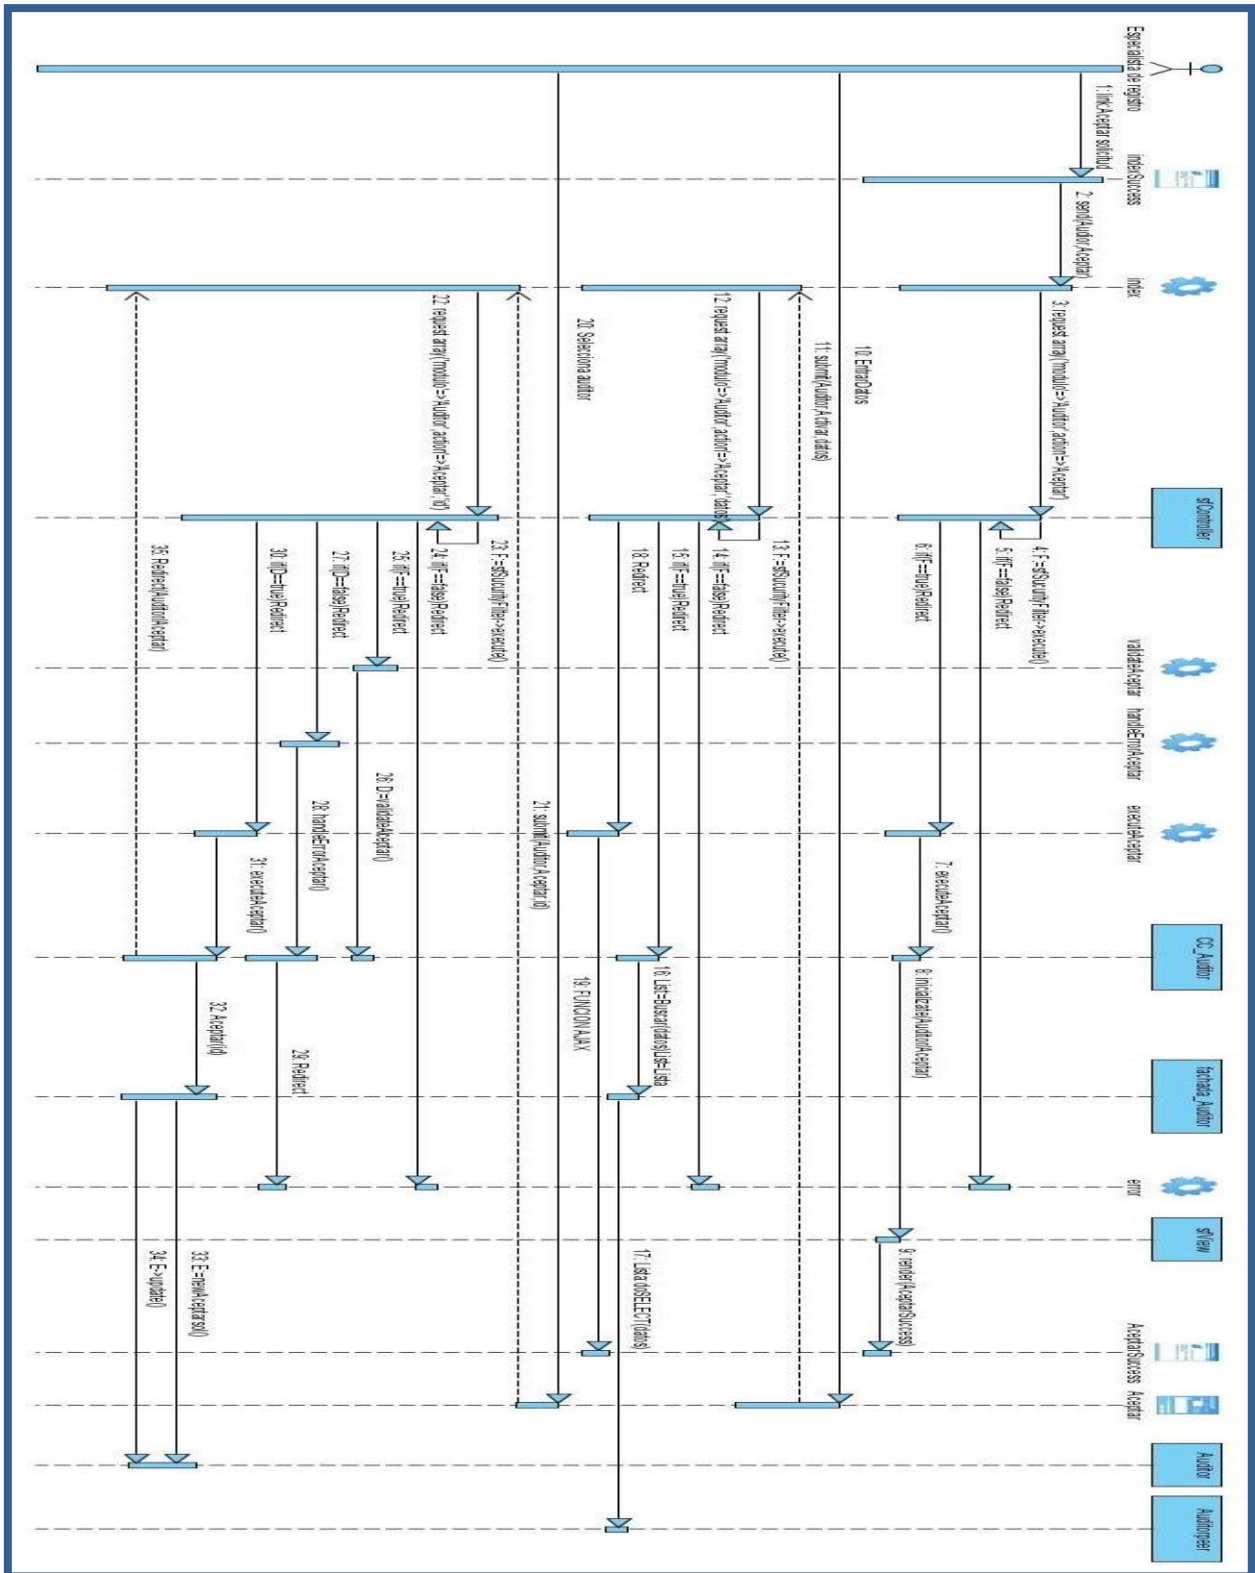 Especialista de registro
indexSuccess
index
sfController
validateAceptar
handleErrorAceptar
executeAceptar
CC_Auditor
fachada_Auditor
error
sfView
AceptarSuccess
Aceptar
Auditor
Auditorpeer
1: link:Aceptar solicitud
2: send(Auditor,Aceptar)
3: request array('modulo'=>'Auditor',action'=>'Aceptar')
4: F=sfSucurityFilter->execute()
5: if(F==false)Redirect
6: if(F==true)Redirect
7: executeAceptar()
8: inicializate(Auditor/Aceptar)
9: render(AceptarSuccess)
10: EntrarDatos
11: submit(Auditor,Activar,datos)
12 request array('modulo'=>'Auditor',action'=>'Aceptar','datos')
13: F=sfSucurityFilter->execute()
14: if(F==false)Redirect
15: if(F==true)Redirect
16: List=Buscar(datos)List=Lista
17: Lista doSELECT(datos)
18: Redirect
19: FUNCION AJAX
20: Selecciona auditor
21: submit(Auditor,Aceptar,id)
22 request array('modulo'=>'Auditor',action'=>'Aceptar','id')
23: F=sfSucurityFilter->execute()
24: if(F==false)Redirect
25: if(F==true)Redirect
26: D=validateAceptar()
27: if(D==false)Redirect
28: handleErrorAceptar()
29: Redirect
30: if(D==true)Redirect
31: executeAceptar()
32 Aceptar(id)
33: E=newAceptarsol()
34: E->update()
35: Redirect(Auditor/Aceptar)